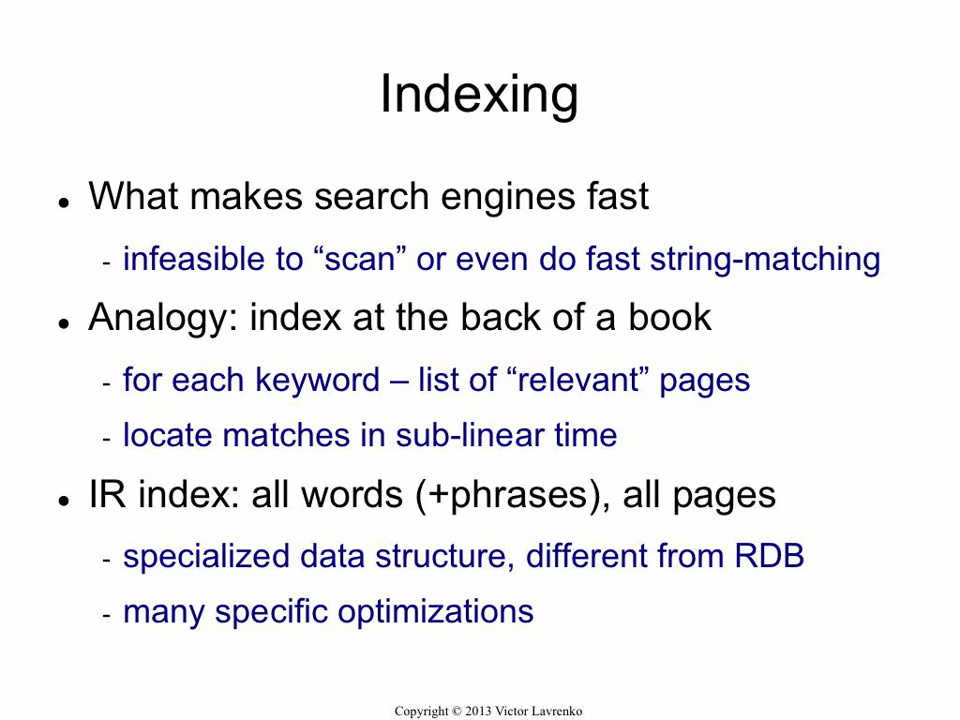 Indexing
● What makes search engines fast
- infeasible to “scan” or even do fast string-matching
● Analogy: index at the back of a book
- for each keyword – list of “relevant” pages
- locate matches in sub-linear time
● IR index: all words (+phrases), all pages
- specialized data structure, different from RDB
- many specific optimizations
Copyright © 2013 Victor Lavrenko